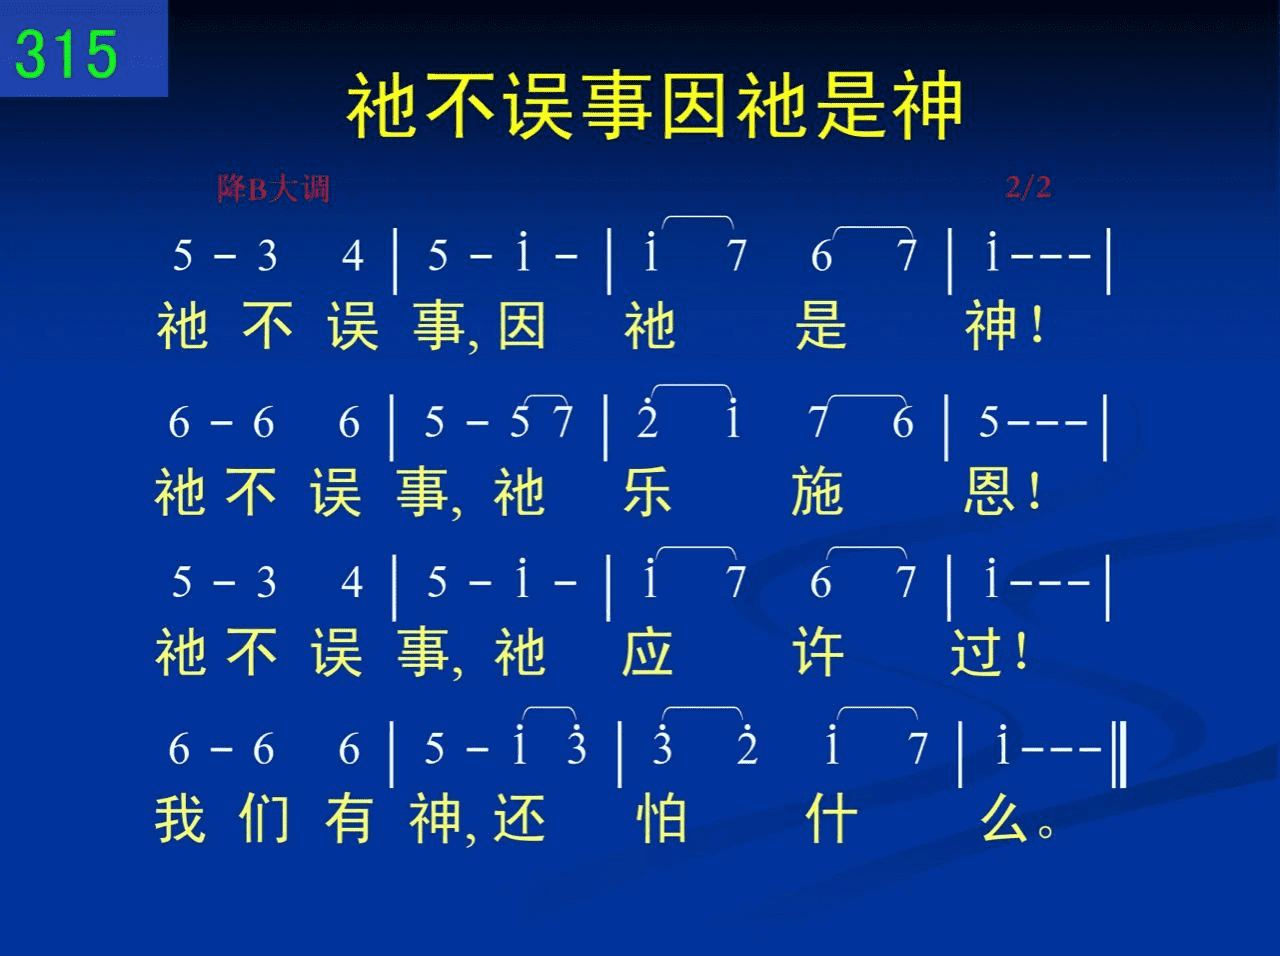 315
祂不误事因祂是神
降B大调 2/2
5 - 3 4 | 5 - i - | i 7 6 7 | i - - - |
祂 不 误 事, 因 祂 是 神！
6 - 6 6 | 5 - 5 7 | 2̇ i 7 6 | 5 - - - |
祂 不 误 事, 祂 乐 施 恩！
5 - 3 4 | 5 - i - | i 7 6 7 | i - - - |
祂 不 误 事, 祂 应 许 过！
6 - 6 6 | 5 - i 3̇ | 3̇ 2̇ i 7 | i - - - ‖
我 们 有 神, 还 怕 什 么。